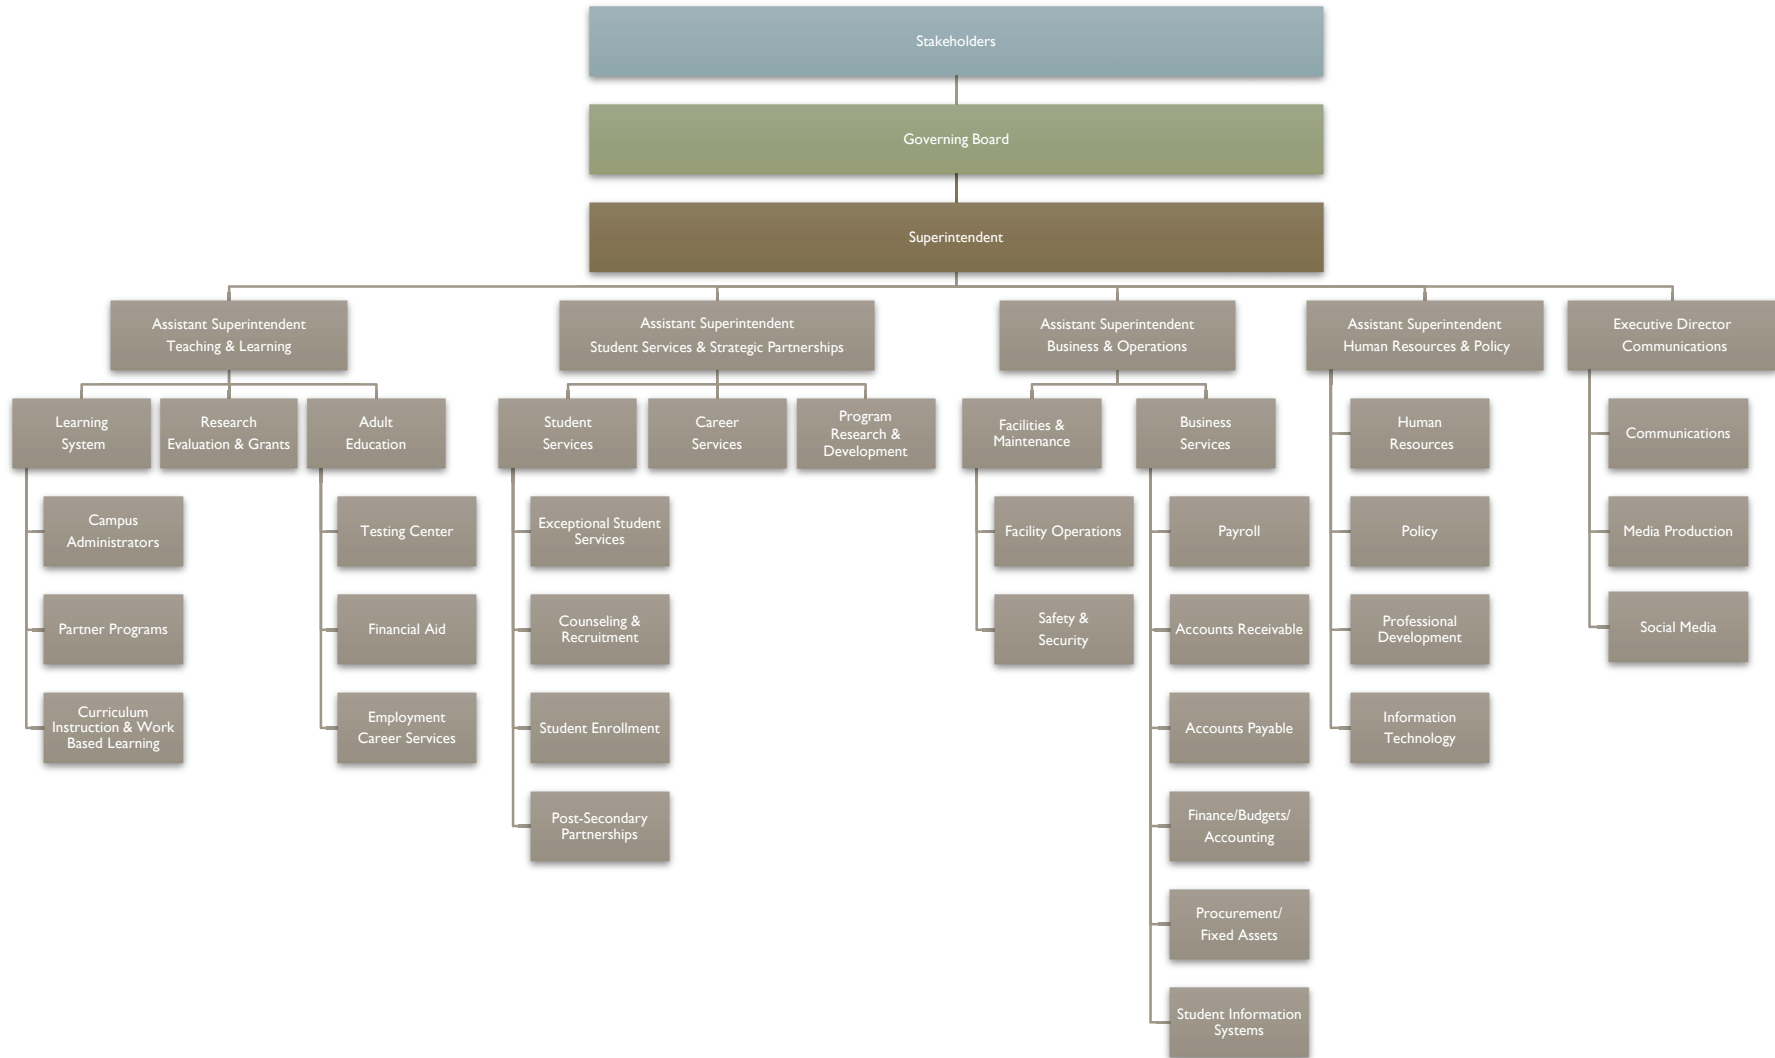 Stakeholders
Governing Board
Superintendent
Assistant Superintendent
Teaching & Learning
Assistant Superintendent
Student Services & Strategic Partnerships
Assistant Superintendent
Business & Operations
Assistant Superintendent
Human Resources & Policy
Executive Director
Communications
Learning
System
Research
Evaluation & Grants
Adult
Education
Student
Services
Career
Services
Program
Research &
Development
Facilities &
Maintenance
Business
Services
Human
Resources
Communications
Campus
Administrators
Testing Center
Exceptional Student
Services
Facility Operations
Payroll
Policy
Media Production
Partner Programs
Financial Aid
Counseling &
Recruitment
Safety &
Security
Accounts Receivable
Professional
Development
Social Media
Curriculum
Instruction & Work
Based Learning
Employment
Career Services
Student Enrollment
Accounts Payable
Information
Technology
Post-Secondary
Partnerships
Finance/Budgets/
Accounting
Procurement/
Fixed Assets
Student Information
Systems